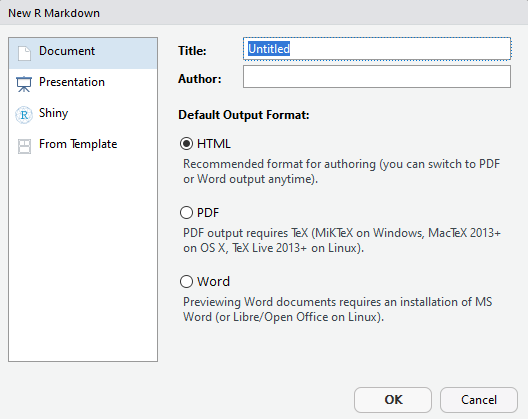 New R Markdown
Document
Presentation
R Shiny
From Template
Title: Untitled
Author:
Default Output Format:
HTML
Recommended format for authoring (you can switch to PDF
or Word output anytime).
PDF
PDF output requires TeX (MiKTeX on Windows, MacTeX 2013+
on OS X, TeX Live 2013+ on Linux).
Word
Previewing Word documents requires an installation of MS
Word (or Libre/Open Office on Linux).
OK Cancel